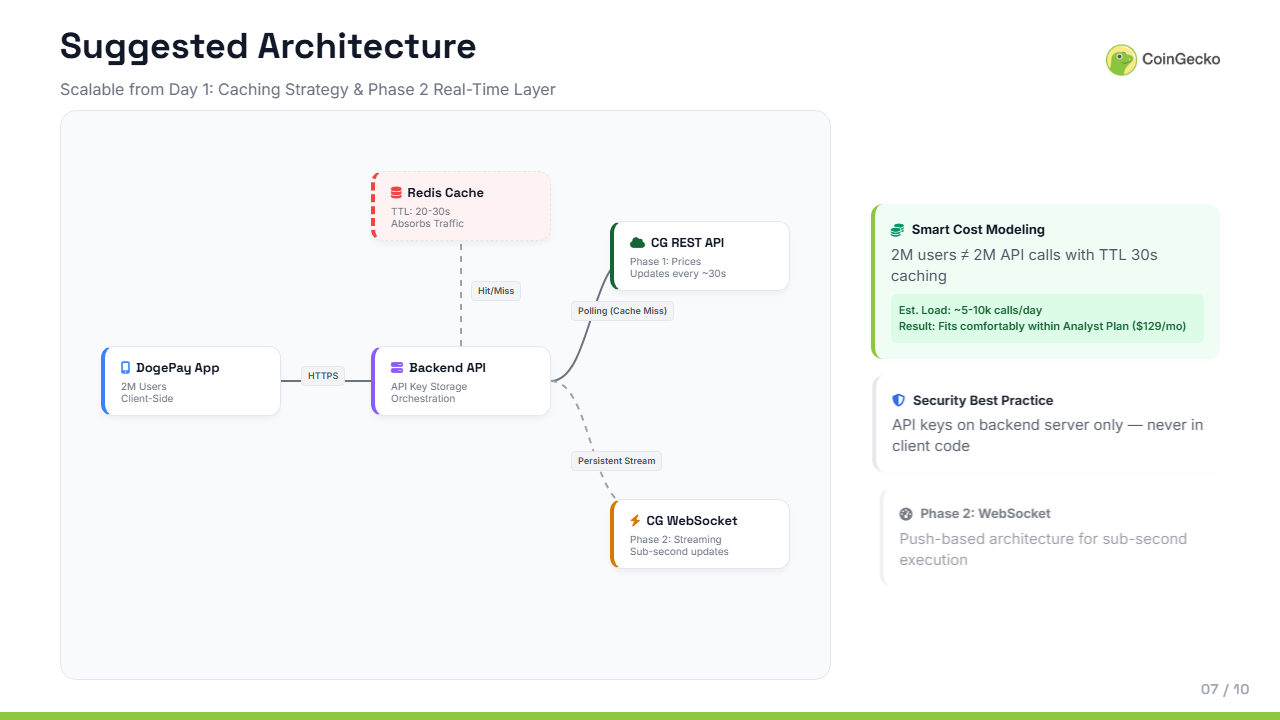 Suggested Architecture
CoinGecko
Scalable from Day 1: Caching Strategy & Phase 2 Real-Time Layer
Redis Cache
TTL: 20-30s
Absorbs Traffic
CG REST API
Phase 1: Prices
Updates every ~30s
Hit/Miss
Polling (Cache Miss)
DogePay App
2M Users
Client-Side
HTTPS
Backend API
API Key Storage
Orchestration
Persistent Stream
CG WebSocket
Phase 2: Streaming
Sub-second updates
Smart Cost Modeling
2M users ≠ 2M API calls with TTL 30s
caching
Est. Load: ~5-10k calls/day
Result: Fits comfortably within Analyst Plan ($129/mo)
Security Best Practice
API keys on backend server only — never in
client code
Phase 2: WebSocket
Push-based architecture for sub-second
execution
07 / 10